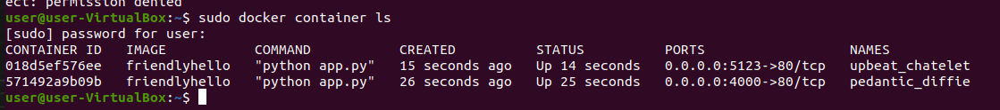 ect: permission denied
user@user-VirtualBox:~$ sudo docker container ls
[sudo] password for user:
CONTAINER ID   IMAGE           COMMAND           CREATED          STATUS          PORTS                  NAMES
018d5ef576ee   friendlyhello   "python app.py"   15 seconds ago   Up 14 seconds   0.0.0.0:5123->80/tcp   upbeat_chatelet
571492a9b09b   friendlyhello   "python app.py"   26 seconds ago   Up 25 seconds   0.0.0.0:4000->80/tcp   pedantic_diffie
user@user-VirtualBox:~$